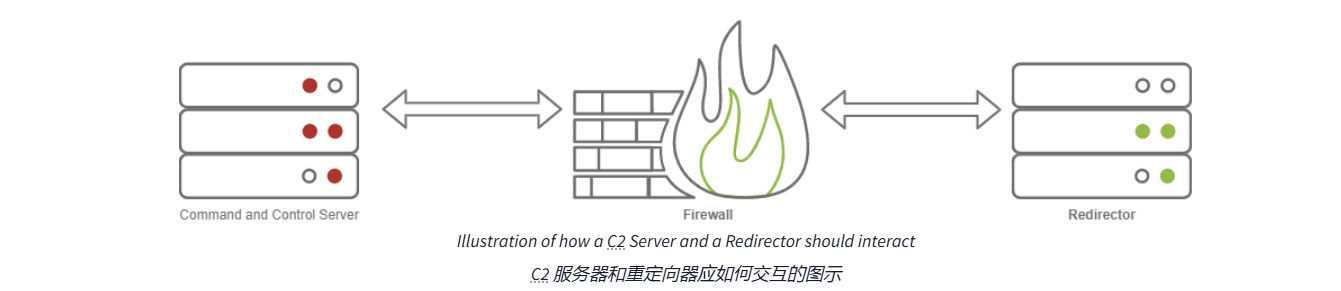 Command and Control Server
Firewall
Redirector
Illustration of how a C2 Server and a Redirector should interact
C2 服务器和重定向器应如何交互的图示